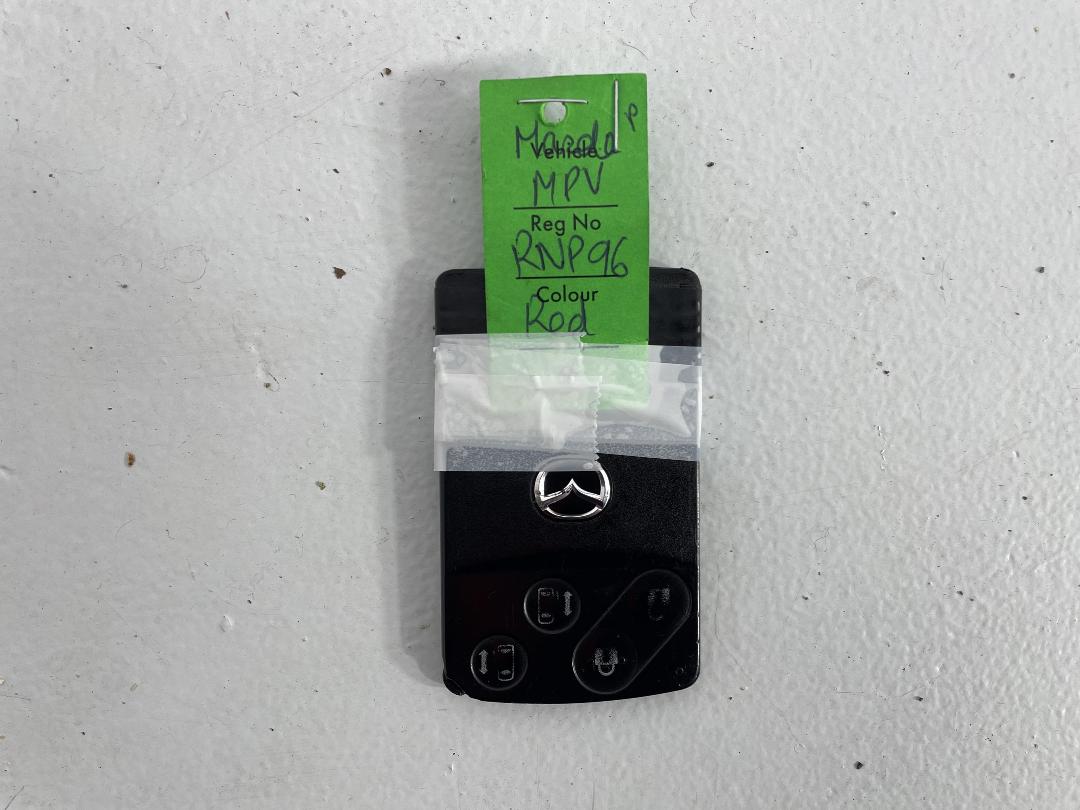 P
Mazda
Vehicle
MPV
Reg No
RNP96
Colour
Red